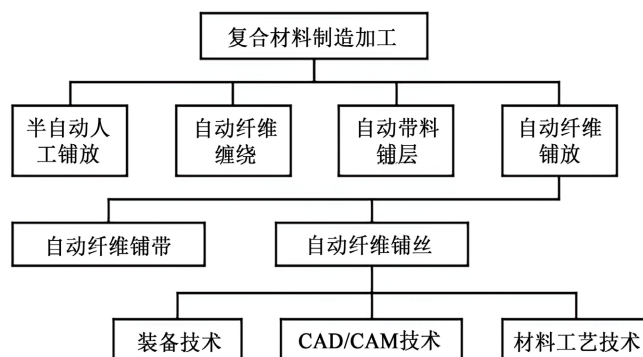 复合材料制造加工
半自动人
工铺放
自动纤维
缠绕
自动带料
铺层
自动纤维
铺放
自动纤维铺带
自动纤维铺丝
装备技术
CAD/CAM技术
材料工艺技术